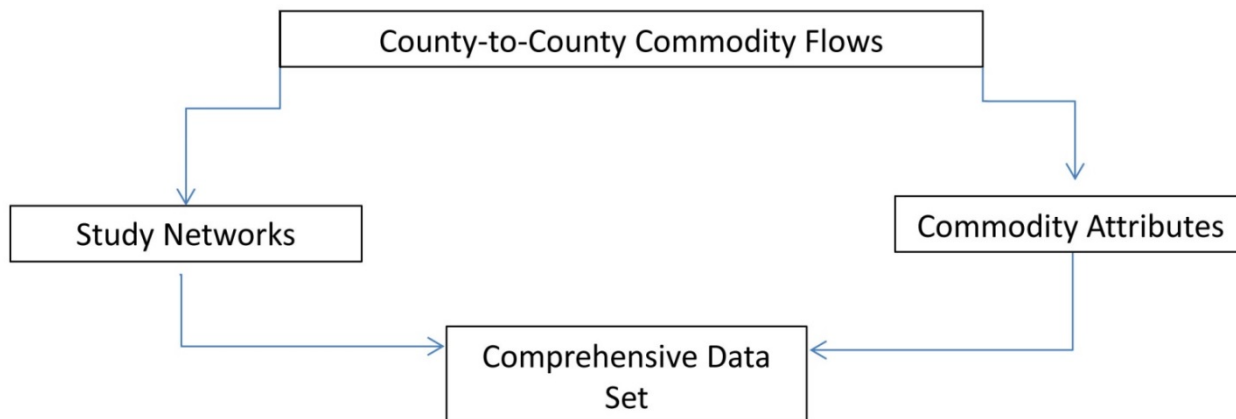 County-to-County Commodity Flows
Study Networks
Commodity Attributes
Comprehensive Data
Set